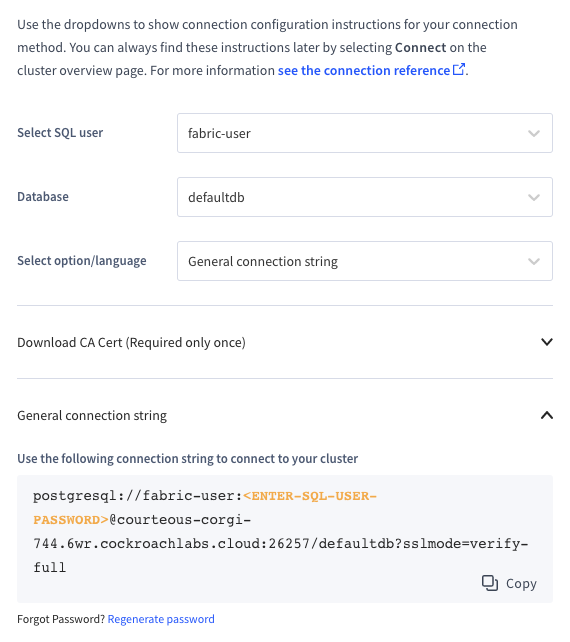 Use the dropdowns to show connection configuration instructions for your connection
method. You can always find these instructions later by selecting Connect on the
cluster overview page. For more information see the connection reference.
Select SQL user
fabric-user
Database
defaultdb
Select option/language
General connection string
Download CA Cert (Required only once)
General connection string
Use the following connection string to connect to your cluster
postgresql://fabric-user:<ENTER-SQL-USER-
PASSWORD>@courteous-corgi-
744.6wr.cockroachlabs.cloud:26257/defaultdb?sslmode=verify-
full
Copy
Forgot Password? Regenerate password